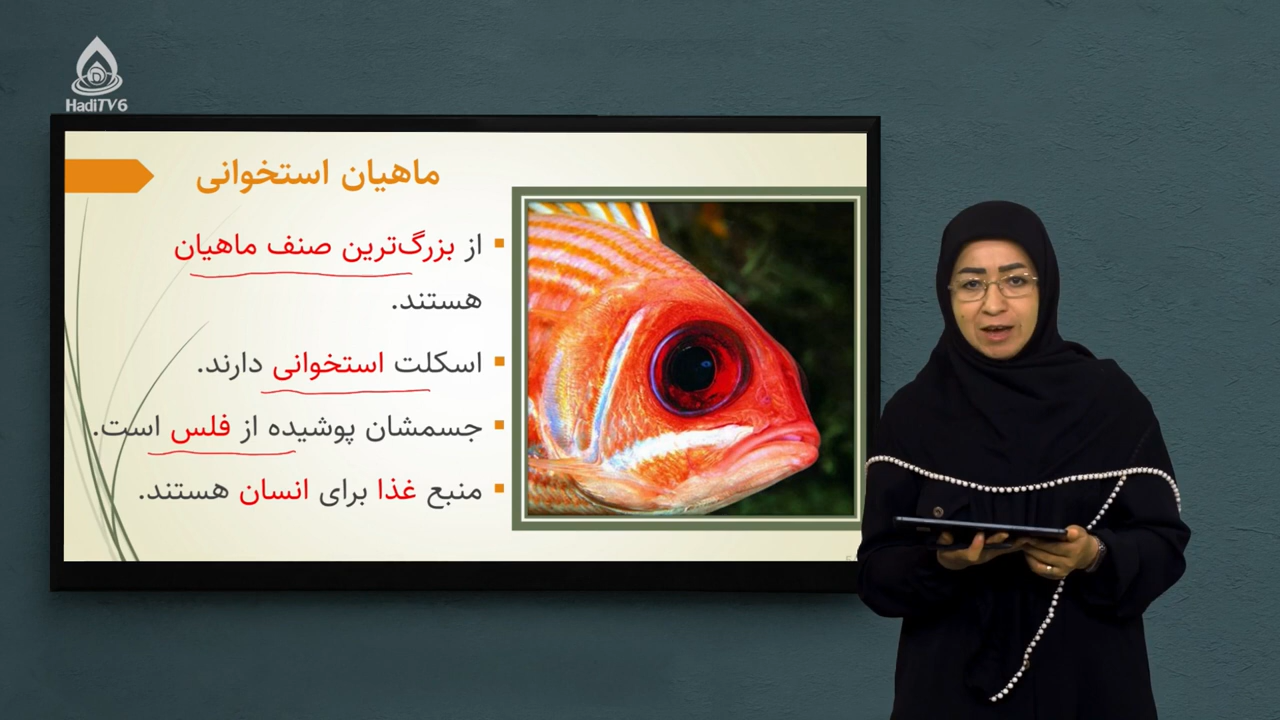 HadiTV6
ماهیان استخوانی
از بزرگ‌ترین صنف ماهیان
هستند.
اسکلت استخوانی دارند.
جسمشان پوشیده از فلس است.
منبع غذا برای انسان هستند.